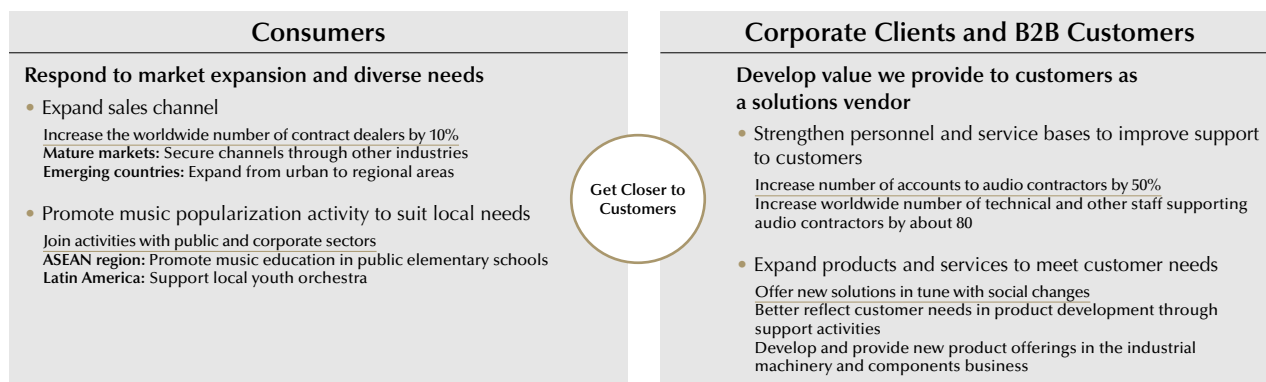 Consumers
Respond to market expansion and diverse needs
• Expand sales channel
Increase the worldwide number of contract dealers by 10%
Mature markets: Secure channels through other industries
Emerging countries: Expand from urban to regional areas
• Promote music popularization activity to suit local needs
Join activities with public and corporate sectors
ASEAN region: Promote music education in public elementary schools
Latin America: Support local youth orchestra
Get Closer to
Customers
Corporate Clients and B2B Customers
Develop value we provide to customers as
a solutions vendor
• Strengthen personnel and service bases to improve support
to customers
Increase number of accounts to audio contractors by 50%
Increase worldwide number of technical and other staff supporting
audio contractors by about 80
• Expand products and services to meet customer needs
Offer new solutions in tune with social changes
Better reflect customer needs in product development through
support activities
Develop and provide new product offerings in the industrial
machinery and components business